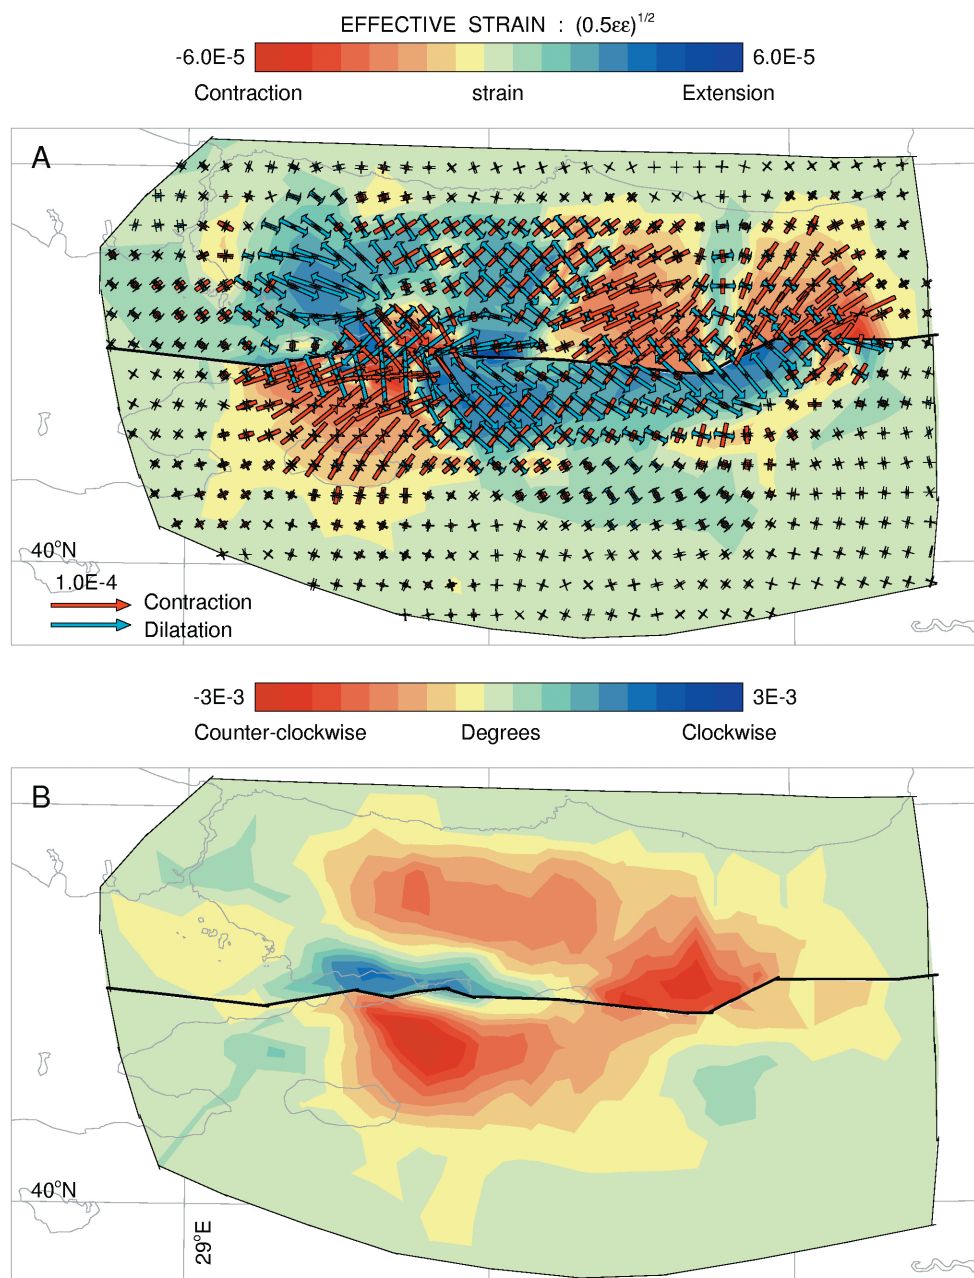 EFFECTIVE STRAIN : (0.5εε)^1/2
-6.0E-5 6.0E-5
Contraction strain Extension
A
40°N
1.0E-4
Contraction
Dilatation
-3E-3 3E-3
Counter-clockwise Degrees Clockwise
B
40°N
29°E